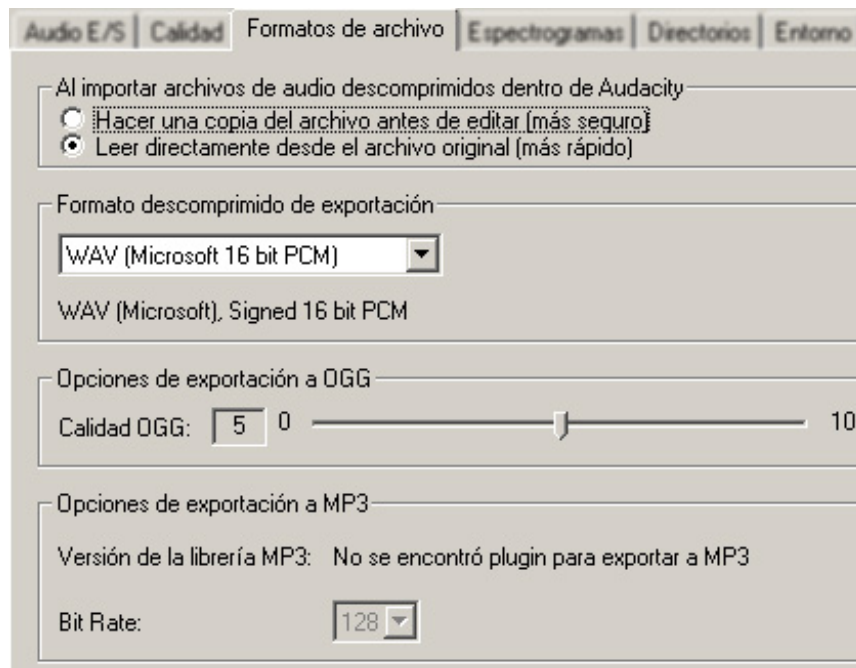 Audio E/S Calidad Formatos de archivo Espectrogramas Directorios Entorno
Al importar archivos de audio descomprimidos dentro de Audacity
Hacer una copia del archivo antes de editar (más seguro)
Leer directamente desde el archivo original (más rápido)
Formato descomprimido de exportación
WAV (Microsoft 16 bit PCM)
WAV (Microsoft), Signed 16 bit PCM
Opciones de exportación a OGG
Calidad OGG: 5 0 10
Opciones de exportación a MP3
Versión de la librería MP3: No se encontró plugin para exportar a MP3
Bit Rate: 128